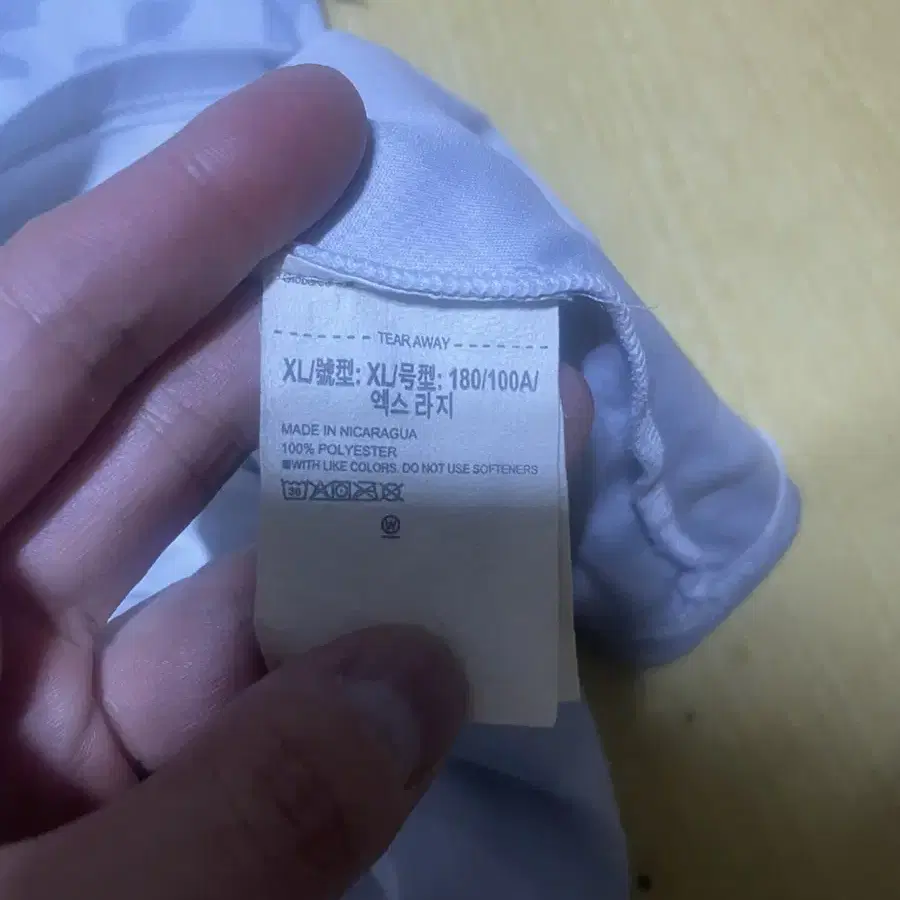 TEAR AWAY
XL/號型: XL/号型: 180/100A/
엑스 라지
MADE IN NICARAGUA
100% POLYESTER
WITH LIKE COLORS. DO NOT USE SOFTENERS
30
W